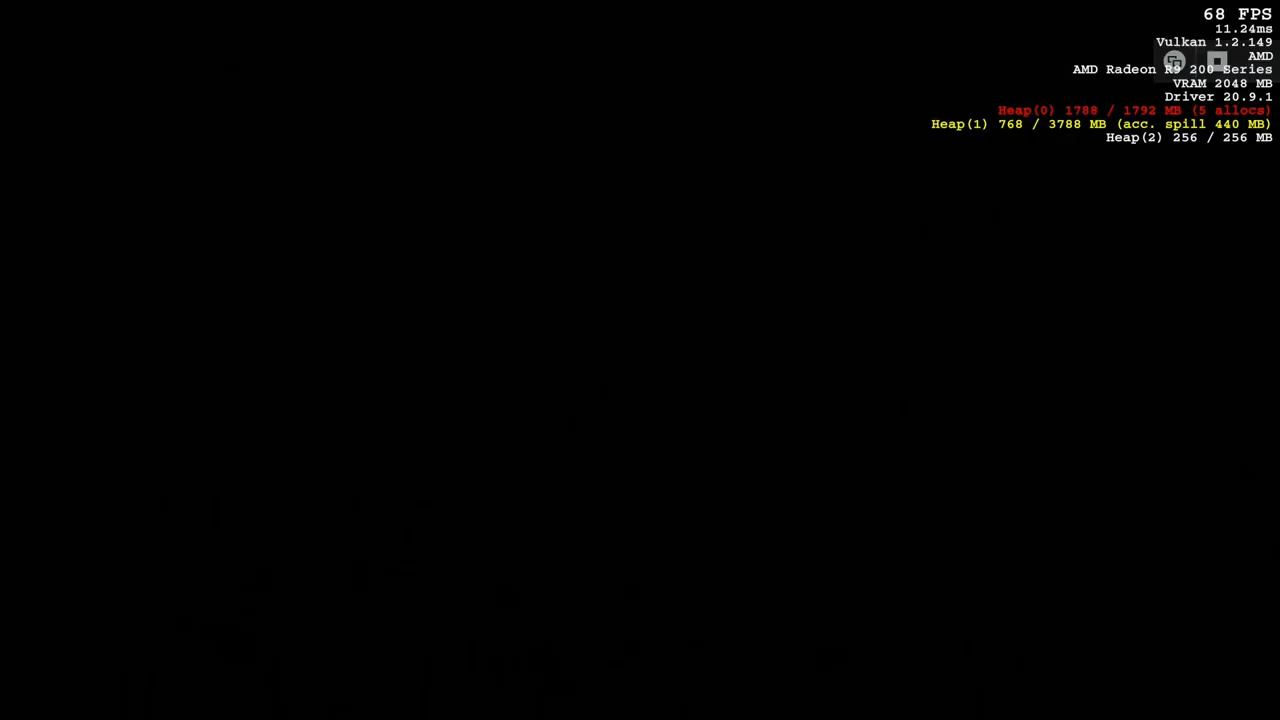 68 FPS
11.24ms
Vulkan 1.2.149
AMD
AMD Radeon R9 200 Series
VRAM 2048 MB
Driver 20.9.1
Heap(0) 1788 / 1792 MB (5 allocs)
Heap(1) 768 / 3788 MB (acc. spill 440 MB)
Heap(2) 256 / 256 MB